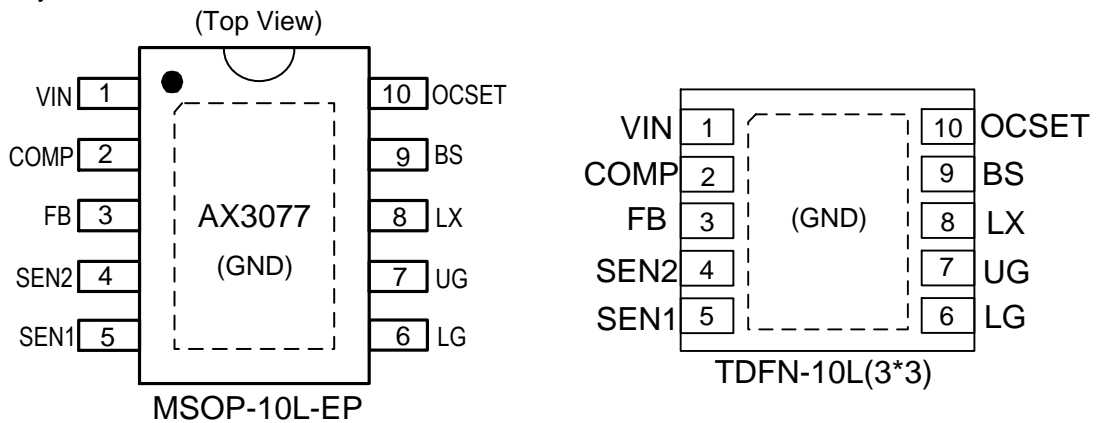 (Top View)
VIN 1
COMP 2
FB 3
SEN2 4
SEN1 5
10 OCSET
9 BS
8 LX
7 UG
6 LG
AX3077
(GND)
MSOP-10L-EP
VIN 1
COMP 2
FB 3
SEN2 4
SEN1 5
10 OCSET
9 BS
8 LX
7 UG
6 LG
(GND)
TDFN-10L(3*3)